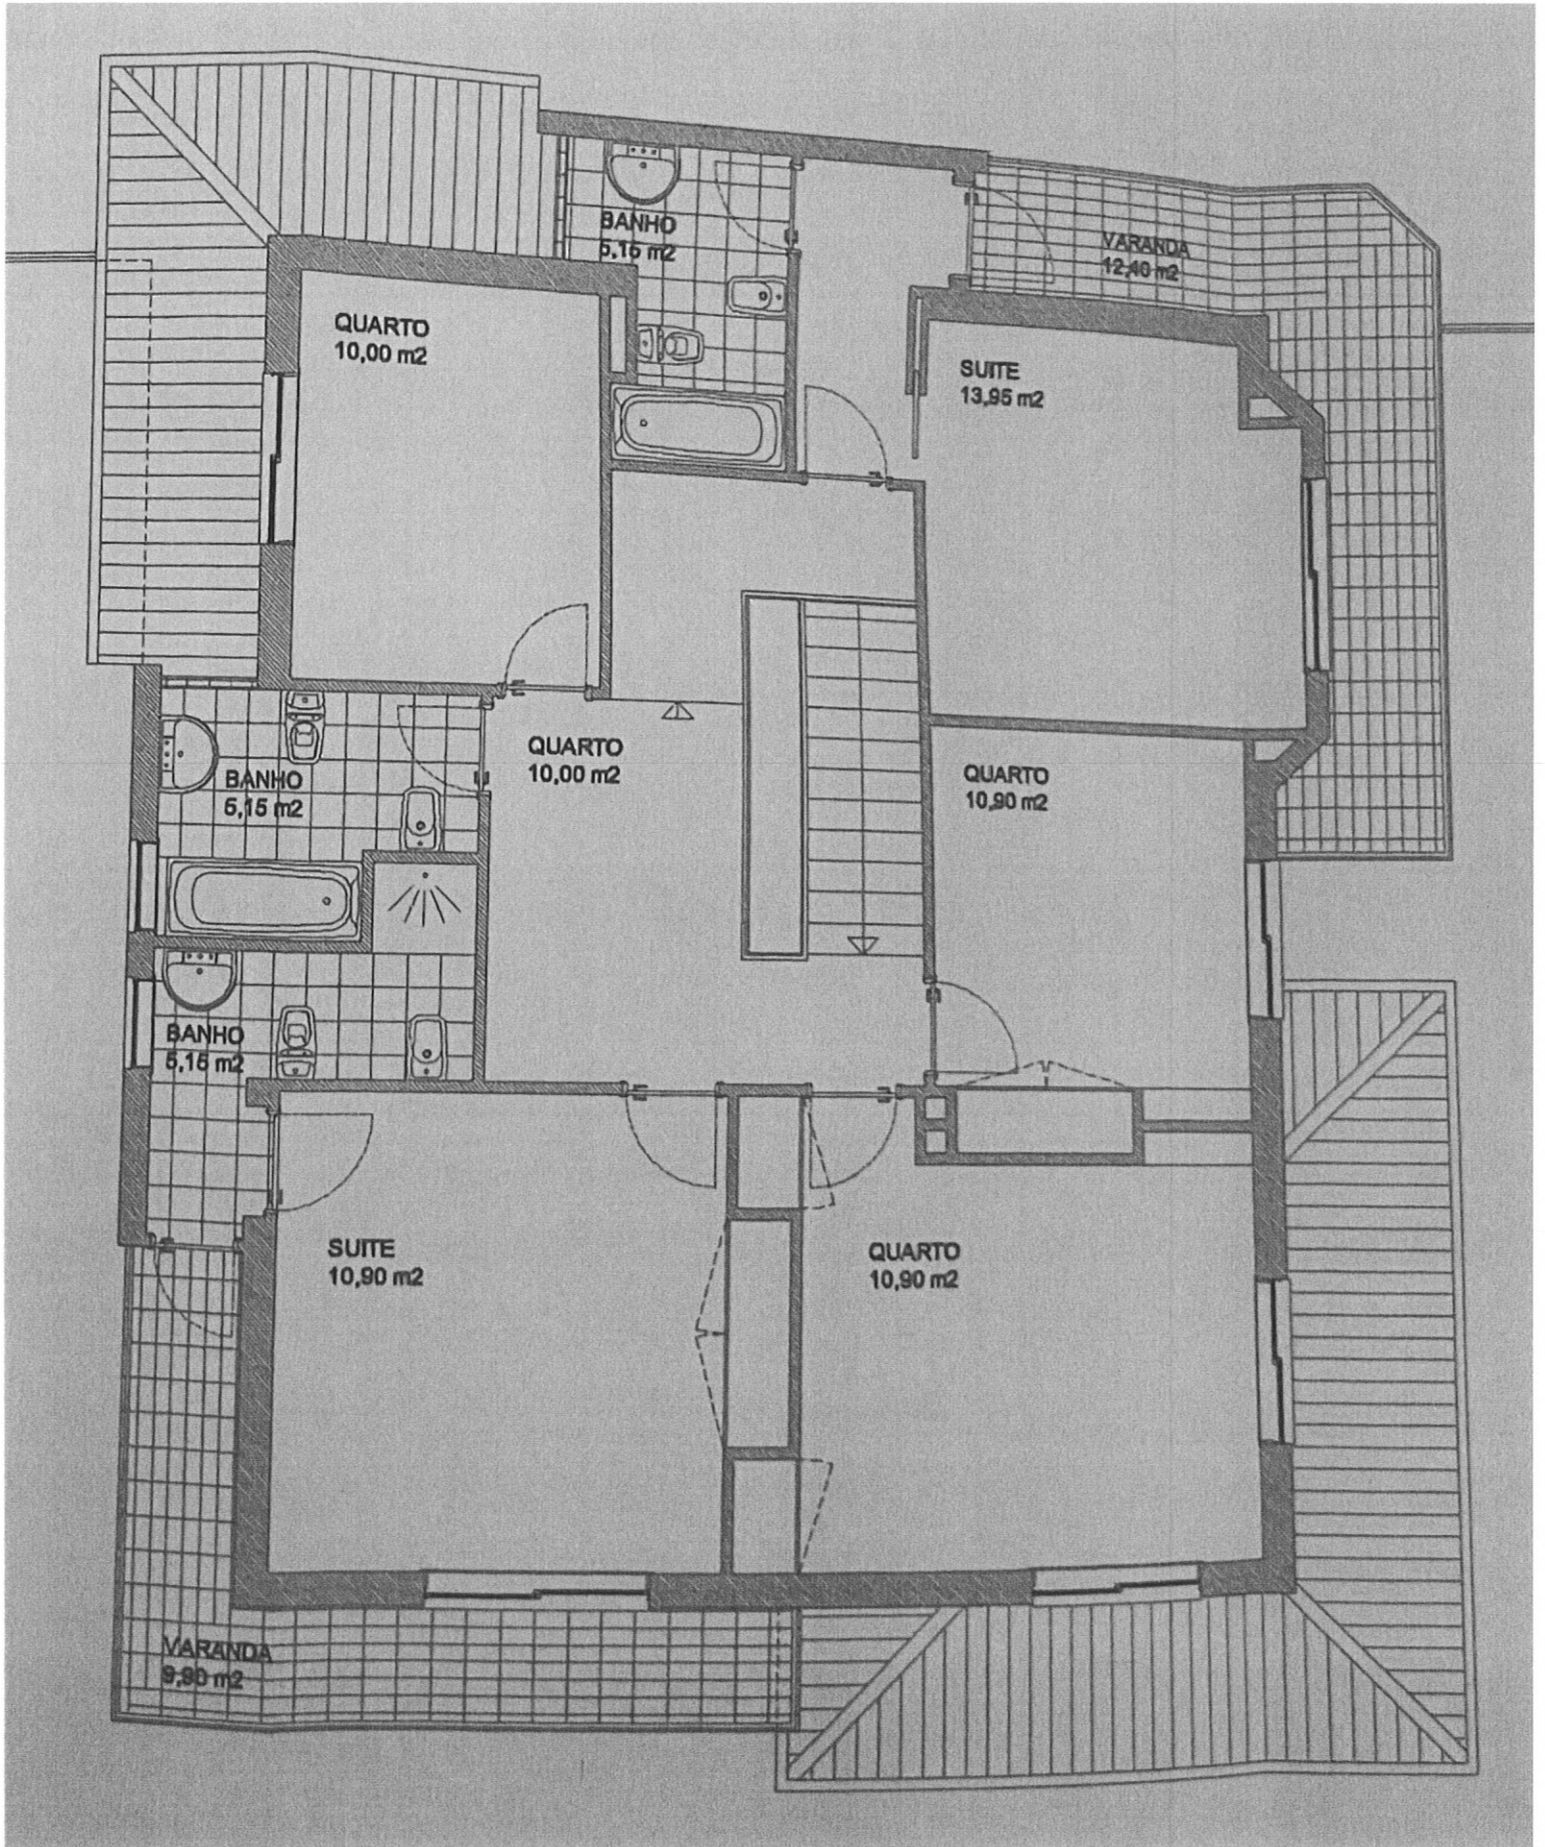 BANHO
5,15 m2
VARANDA
12,40 m2
QUARTO
10,00 m2
SUITE
13,95 m2
QUARTO
10,00 m2
QUARTO
10,90 m2
BANHO
5,15 m2
BANHO
5,15 m2
SUITE
10,90 m2
QUARTO
10,90 m2
VARANDA
9,90 m2